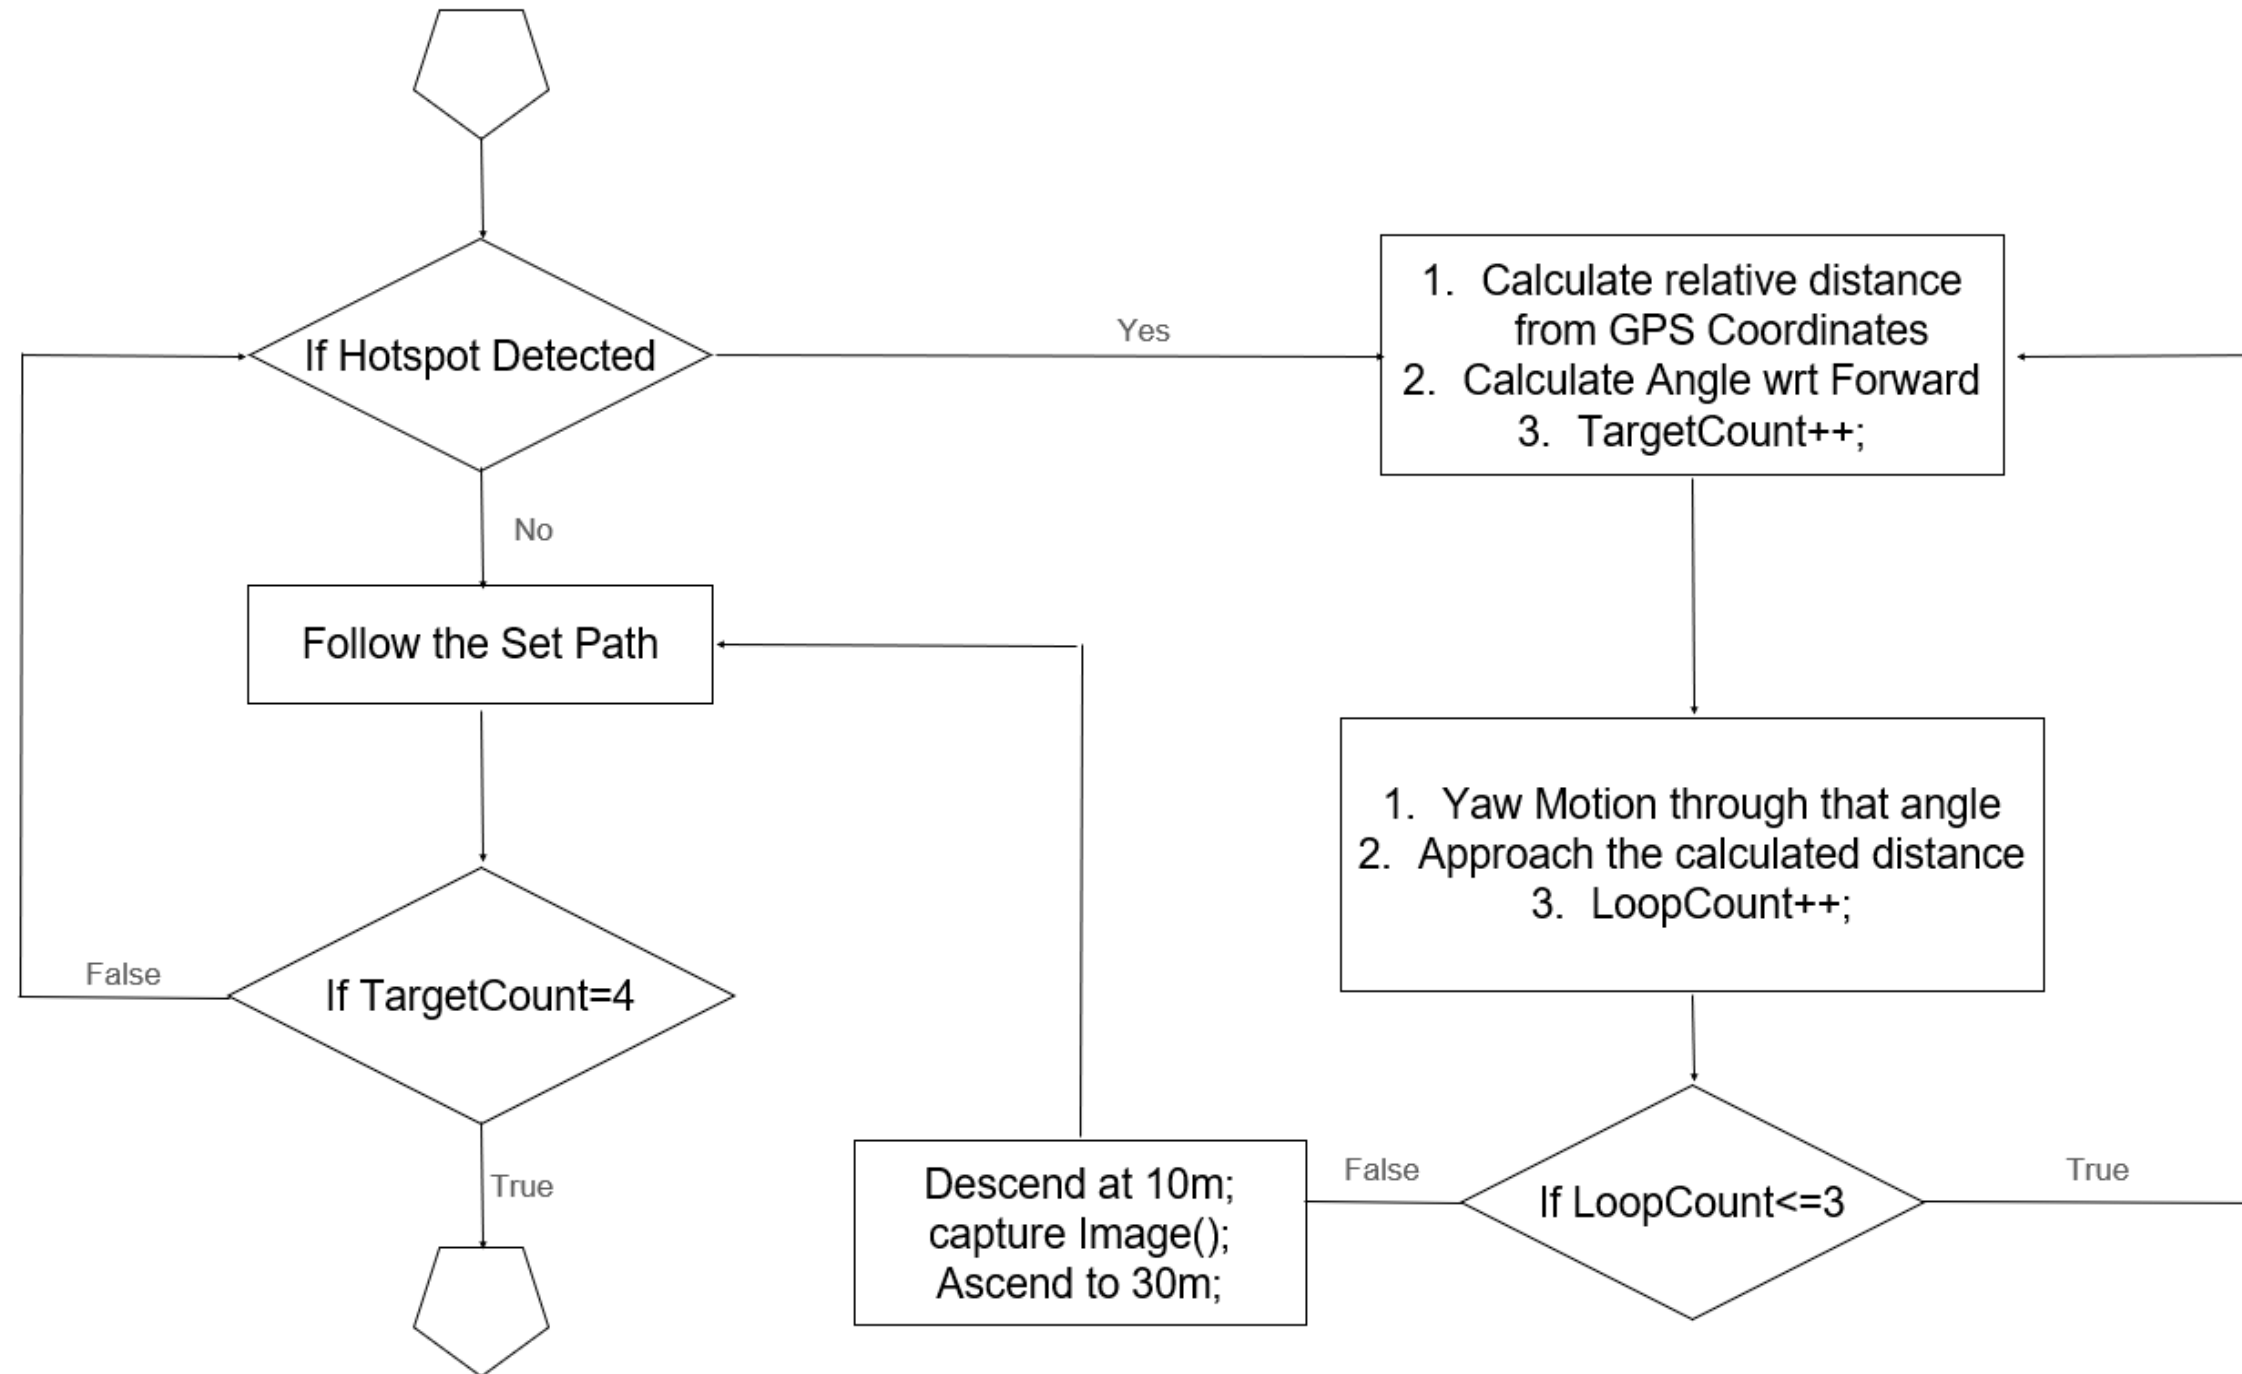 If Hotspot Detected
Yes
1. Calculate relative distance
from GPS Coordinates
2. Calculate Angle wrt Forward
3. TargetCount++;
No
Follow the Set Path
1. Yaw Motion through that angle
2. Approach the calculated distance
3. LoopCount++;
False
If TargetCount=4
True
Descend at 10m;
capture Image();
Ascend to 30m;
False
If LoopCount<=3
True